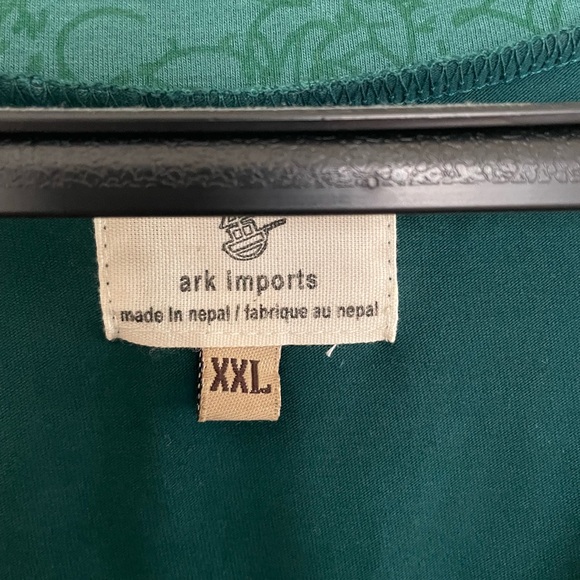 ark imports
made in nepal / fabrique au nepal
XXL